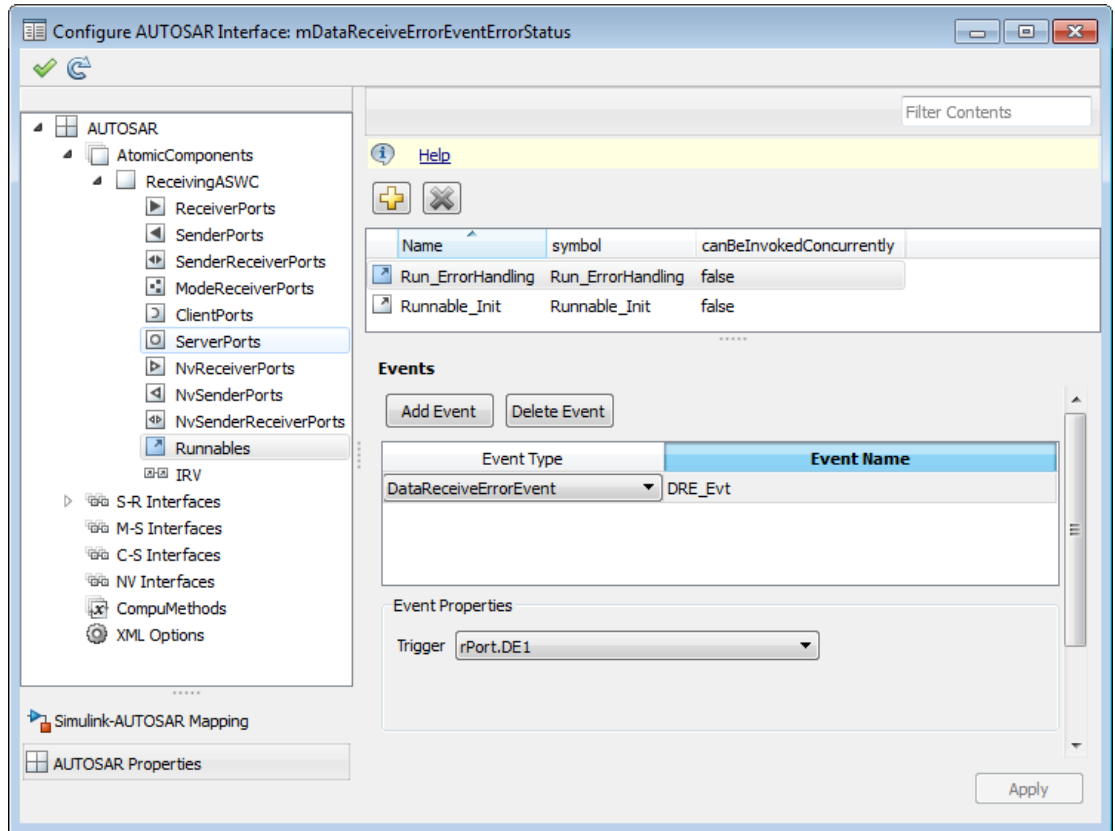 Configure AUTOSAR Interface: mDataReceiveErrorEventErrorStatus
Filter Contents
AUTOSAR
AtomicComponents
ReceivingASWC
ReceiverPorts
SenderPorts
SenderReceiverPorts
ModeReceiverPorts
ClientPorts
ServerPorts
NvReceiverPorts
NvSenderPorts
NvSenderReceiverPorts
Runnables
IRV
S-R Interfaces
M-S Interfaces
C-S Interfaces
NV Interfaces
CompuMethods
XML Options
Simulink-AUTOSAR Mapping
AUTOSAR Properties
Help
Name symbol canBeInvokedConcurrently
Run_ErrorHandling Run_ErrorHandling false
Runnable_Init Runnable_Init false
Events
Add Event Delete Event
Event Type Event Name
DataReceiveErrorEvent DRE_Evt
Event Properties
Trigger rPort.DE1
Apply